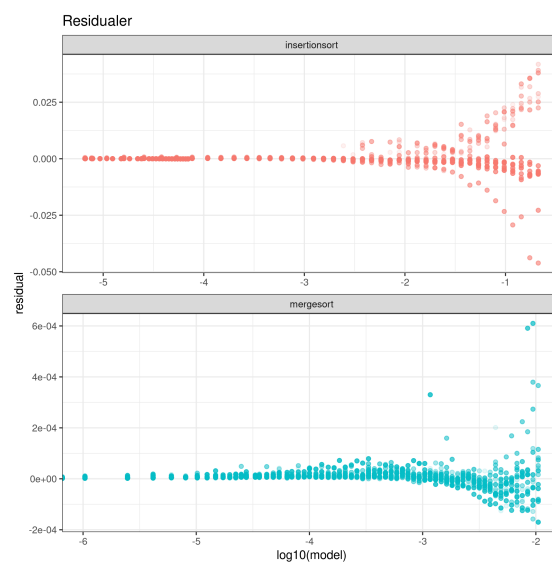 Residualer
insertionsort
0.025
0.000
-0.025
-0.050
-5 -4 -3 -2 -1
residual
mergesort
6e-04
4e-04
2e-04
0e+00
-2e-04
-6 -5 -4 -3 -2
log10(model)